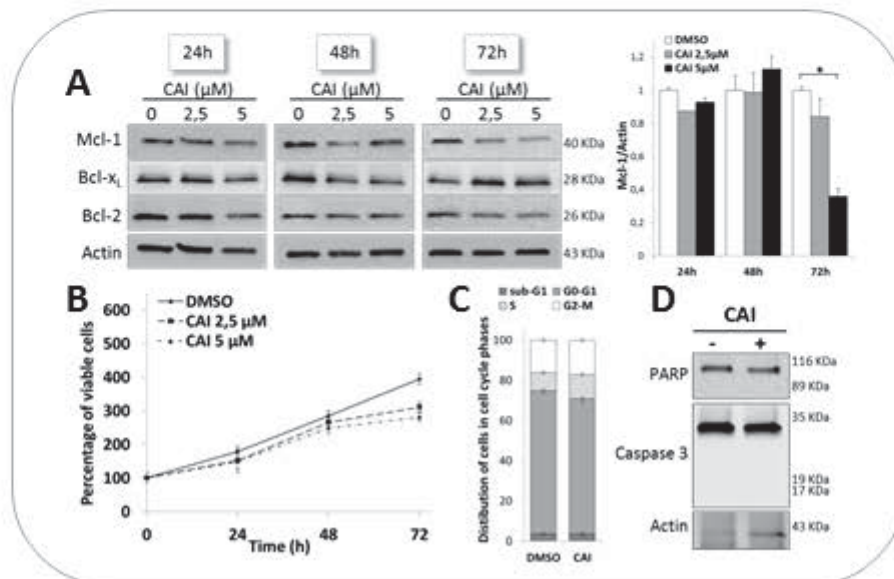 24h 48h 72h
A
CAI (µM) CAI (µM) CAI (µM)
0 2,5 5 0 2,5 5 0 2,5 5
Mcl-1 40 KDa
Bcl-xL 28 KDa
Bcl-2 26 KDa
Actin 43 KDa
DMSO
CAI 2,5µM
CAI 5µM
*
Mcl-1/Actin
1,2
1
0,8
0,6
0,4
0,2
0
24h 48h 72h
B
DMSO
CAI 2,5 µM
CAI 5 µM
Percentage of viable cells
600
500
400
300
200
100
0
0 24 48 72
Time (h)
C
sub-G1 G0-G1
S G2-M
Distibution of cells in cell cycle phases
100
80
60
40
20
0
DMSO CAI
D
CAI
- +
PARP
116 KDa
89 KDa
Caspase 3
35 KDa
19 KDa
17 KDa
Actin
43 KDa